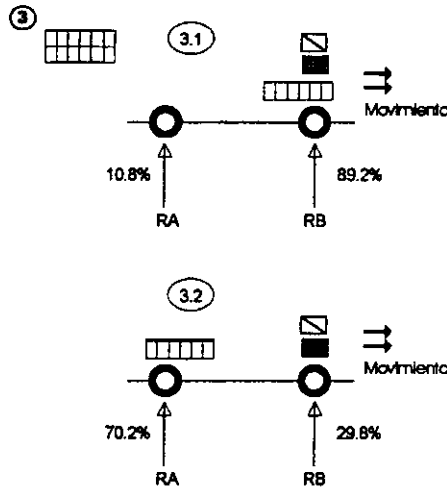 3
3.1
Movimiento
10.8%
89.2%
RA
RB
3.2
Movimiento
70.2%
29.8%
RA
RB